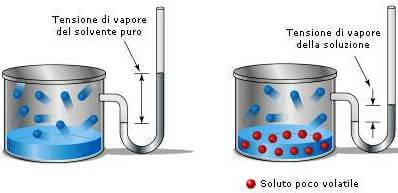 Tensione di vapore
del solvente puro
Tensione di vapore
della soluzione
Soluto poco volatile